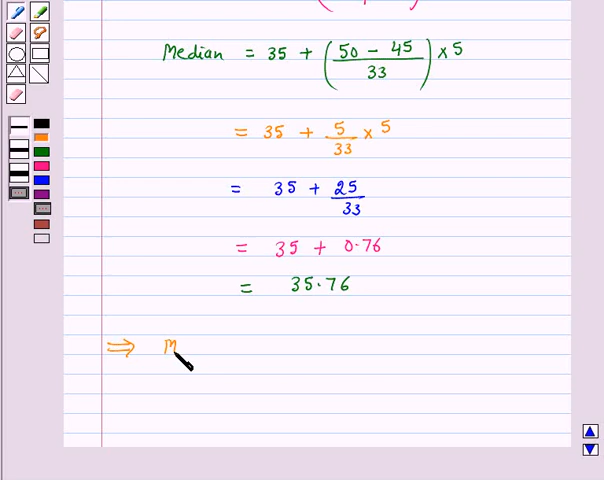 Median = 35 + (50 - 45 / 33) × 5
= 35 + 5/33 × 5
= 35 + 25/33
= 35 + 0.76
= 35.76
⇒ M